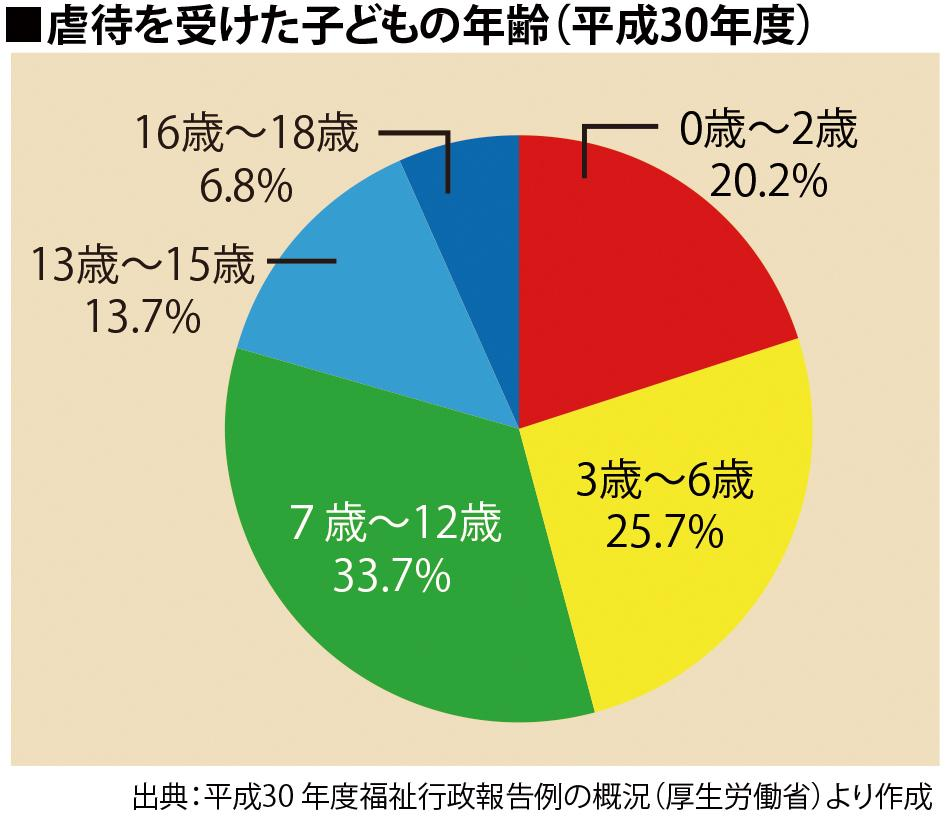 ■虐待を受けた子どもの年齢(平成30年度)
16歳～18歳
6.8%
0歳～2歳
20.2%
13歳～15歳
13.7%
3歳～6歳
25.7%
7 歳～12歳
33.7%
出典：平成30 年度福祉行政報告例の概況(厚生労働省)より作成